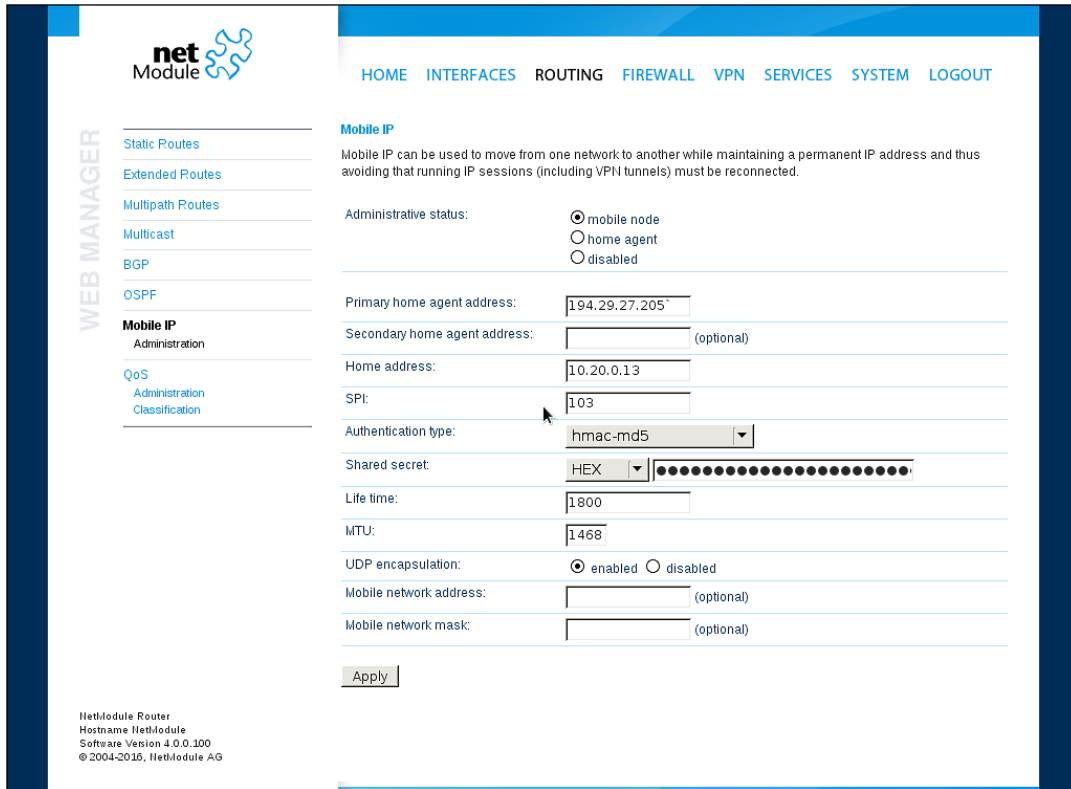 net
Module
HOME INTERFACES ROUTING FIREWALL VPN SERVICES SYSTEM LOGOUT
WEB MANAGER
Static Routes
Extended Routes
Multipath Routes
Multicast
BGP
OSPF
Mobile IP
Administration
QoS
Administration
Classification
Mobile IP
Mobile IP can be used to move from one network to another while maintaining a permanent IP address and thus
avoiding that running IP sessions (including VPN tunnels) must be reconnected.
Administrative status:
mobile node
home agent
disabled
Primary home agent address: 194.29.27.205`
Secondary home agent address: (optional)
Home address: 10.20.0.13
SPI: 103
Authentication type: hmac-md5
Shared secret: HEX ●●●●●●●●●●●●●●●●●●●●●
Life time: 1800
MTU: 1468
UDP encapsulation: enabled disabled
Mobile network address: (optional)
Mobile network mask: (optional)
Apply
NetModule Router
Hostname NetModule
Software Version 4.0.0.100
© 2004-2016, NetModule AG